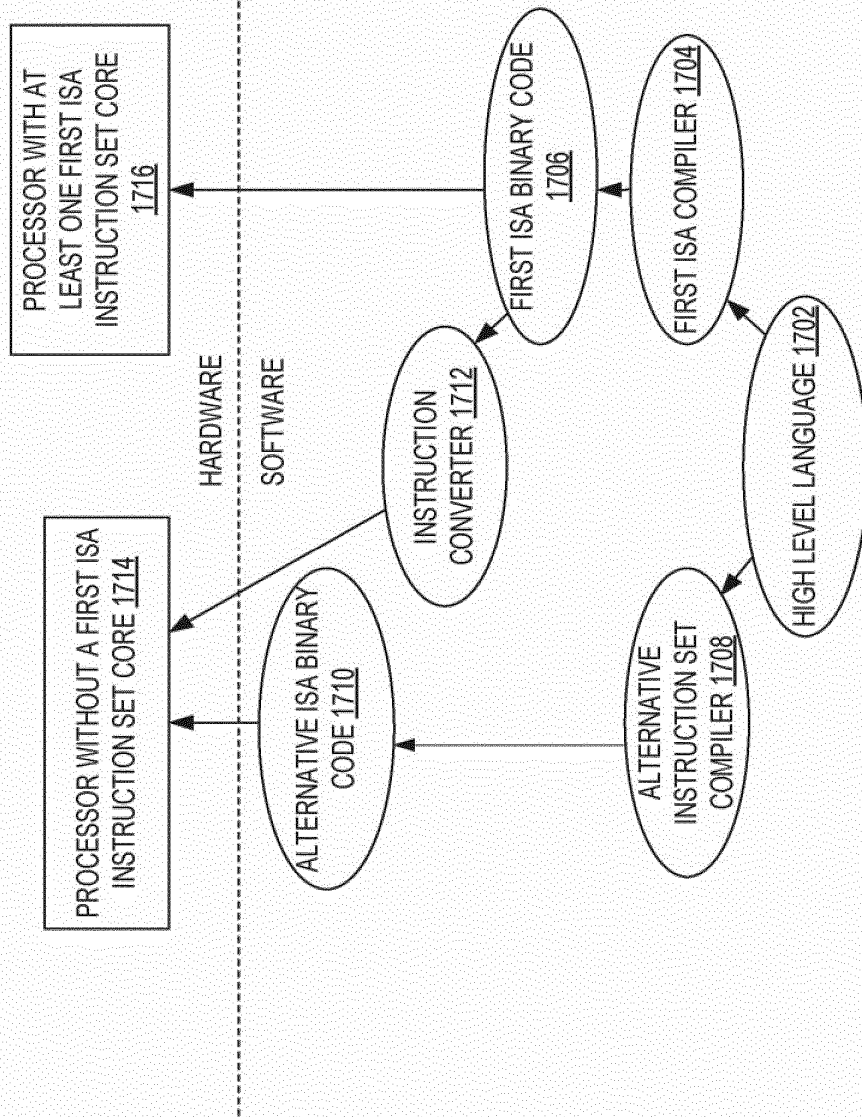 PROCESSOR WITHOUT A FIRST ISA
INSTRUCTION SET CORE 1714
PROCESSOR WITH AT
LEAST ONE FIRST ISA
INSTRUCTION SET CORE
1716
HARDWARE
SOFTWARE
ALTERNATIVE ISA BINARY
CODE 1710
INSTRUCTION
CONVERTER 1712
FIRST ISA BINARY CODE
1706
ALTERNATIVE
INSTRUCTION SET
COMPILER 1708
FIRST ISA COMPILER 1704
HIGH LEVEL LANGUAGE 1702